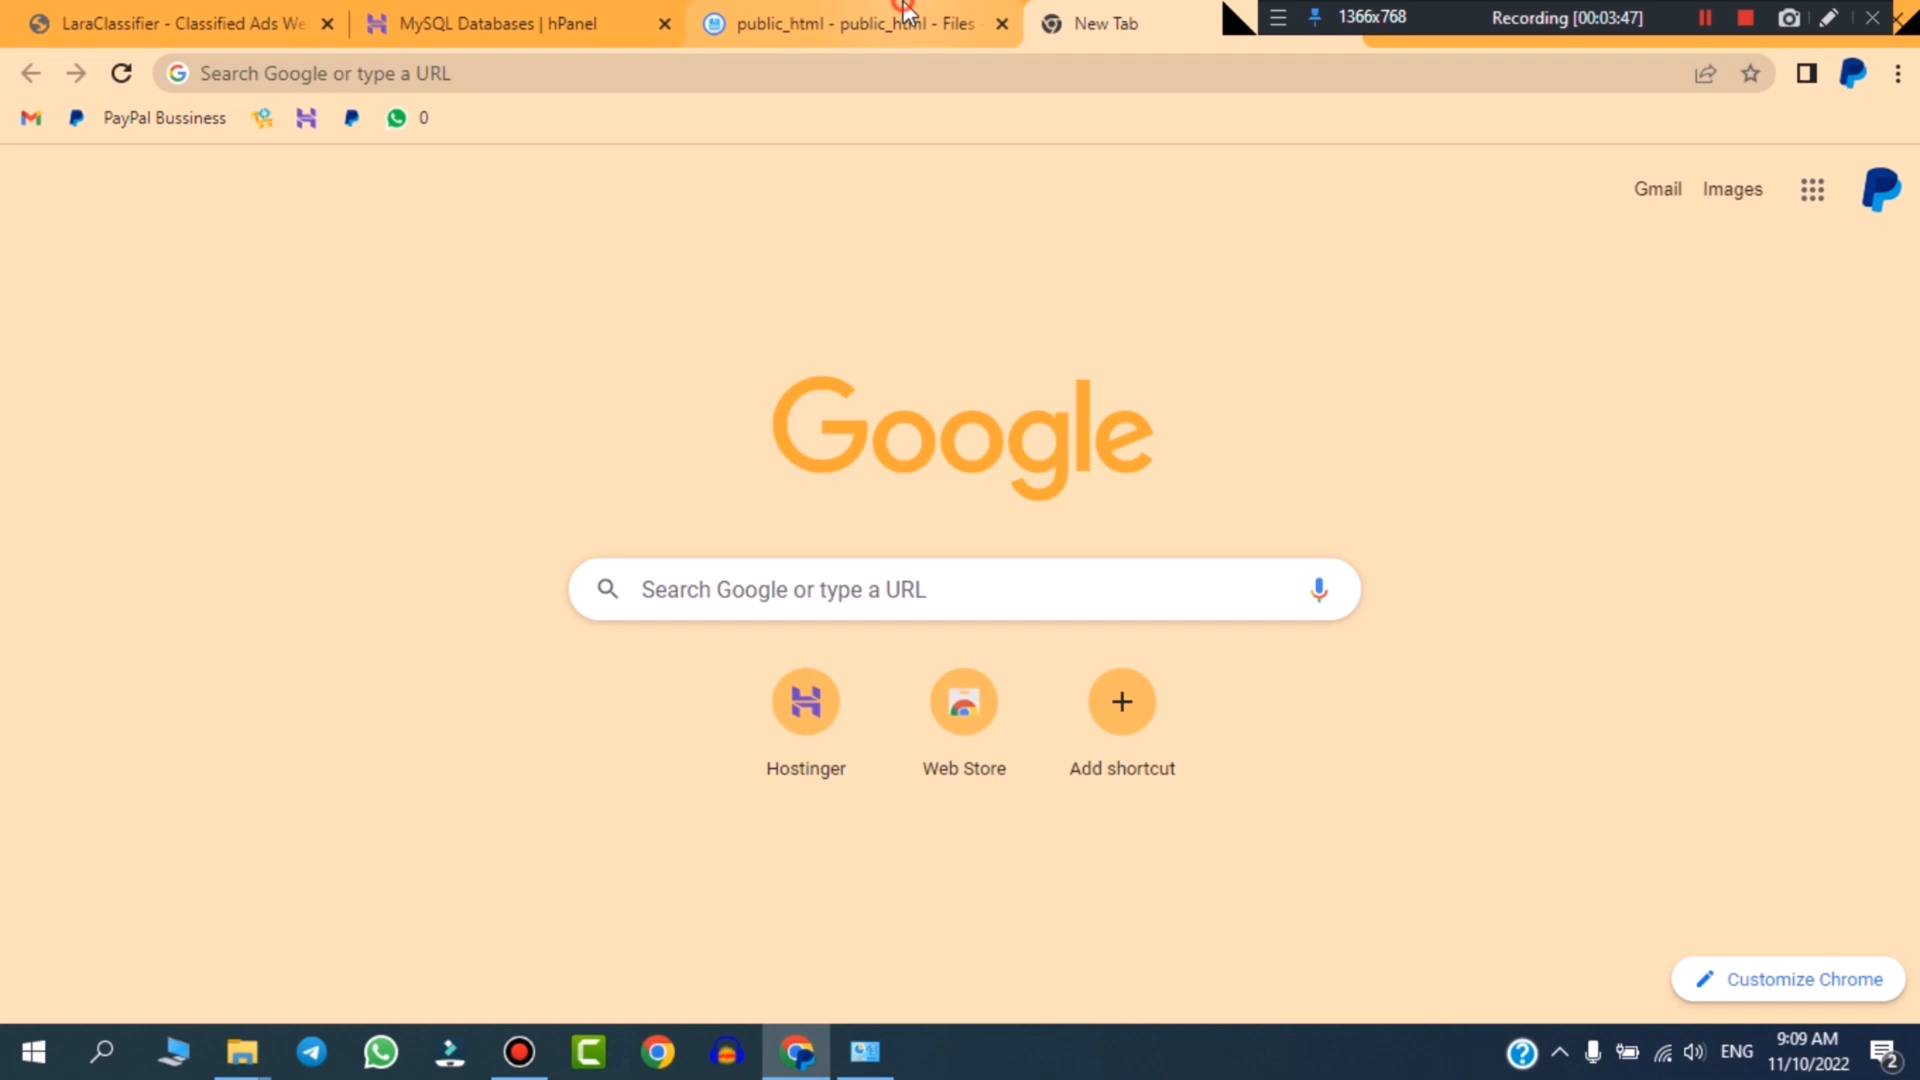 LaraClassifier - Classified Ads We
MySQL Databases | hPanel
public_html - public_html - Files
New Tab
1366x768
Recording [00:03:47]
Search Google or type a URL
PayPal Bussiness
0
Gmail
Images
Google
Search Google or type a URL
Hostinger
Web Store
Add shortcut
Customize Chrome
ENG
9:09 AM
11/10/2022
2